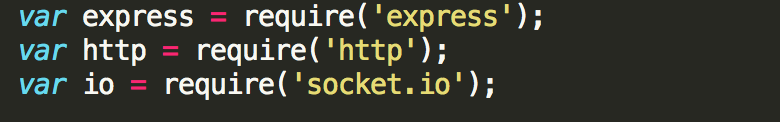 var express = require('express');
var http = require('http');
var io = require('socket.io');